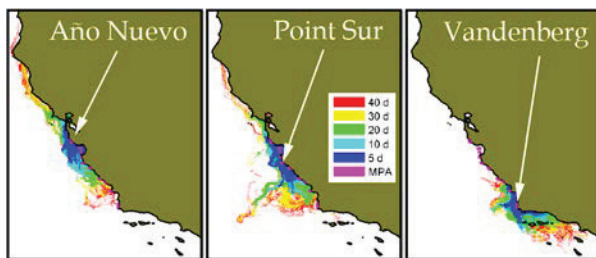 Año Nuevo
Point Sur
Vandenberg
40 d
30 d
20 d
10 d
5 d
MPA